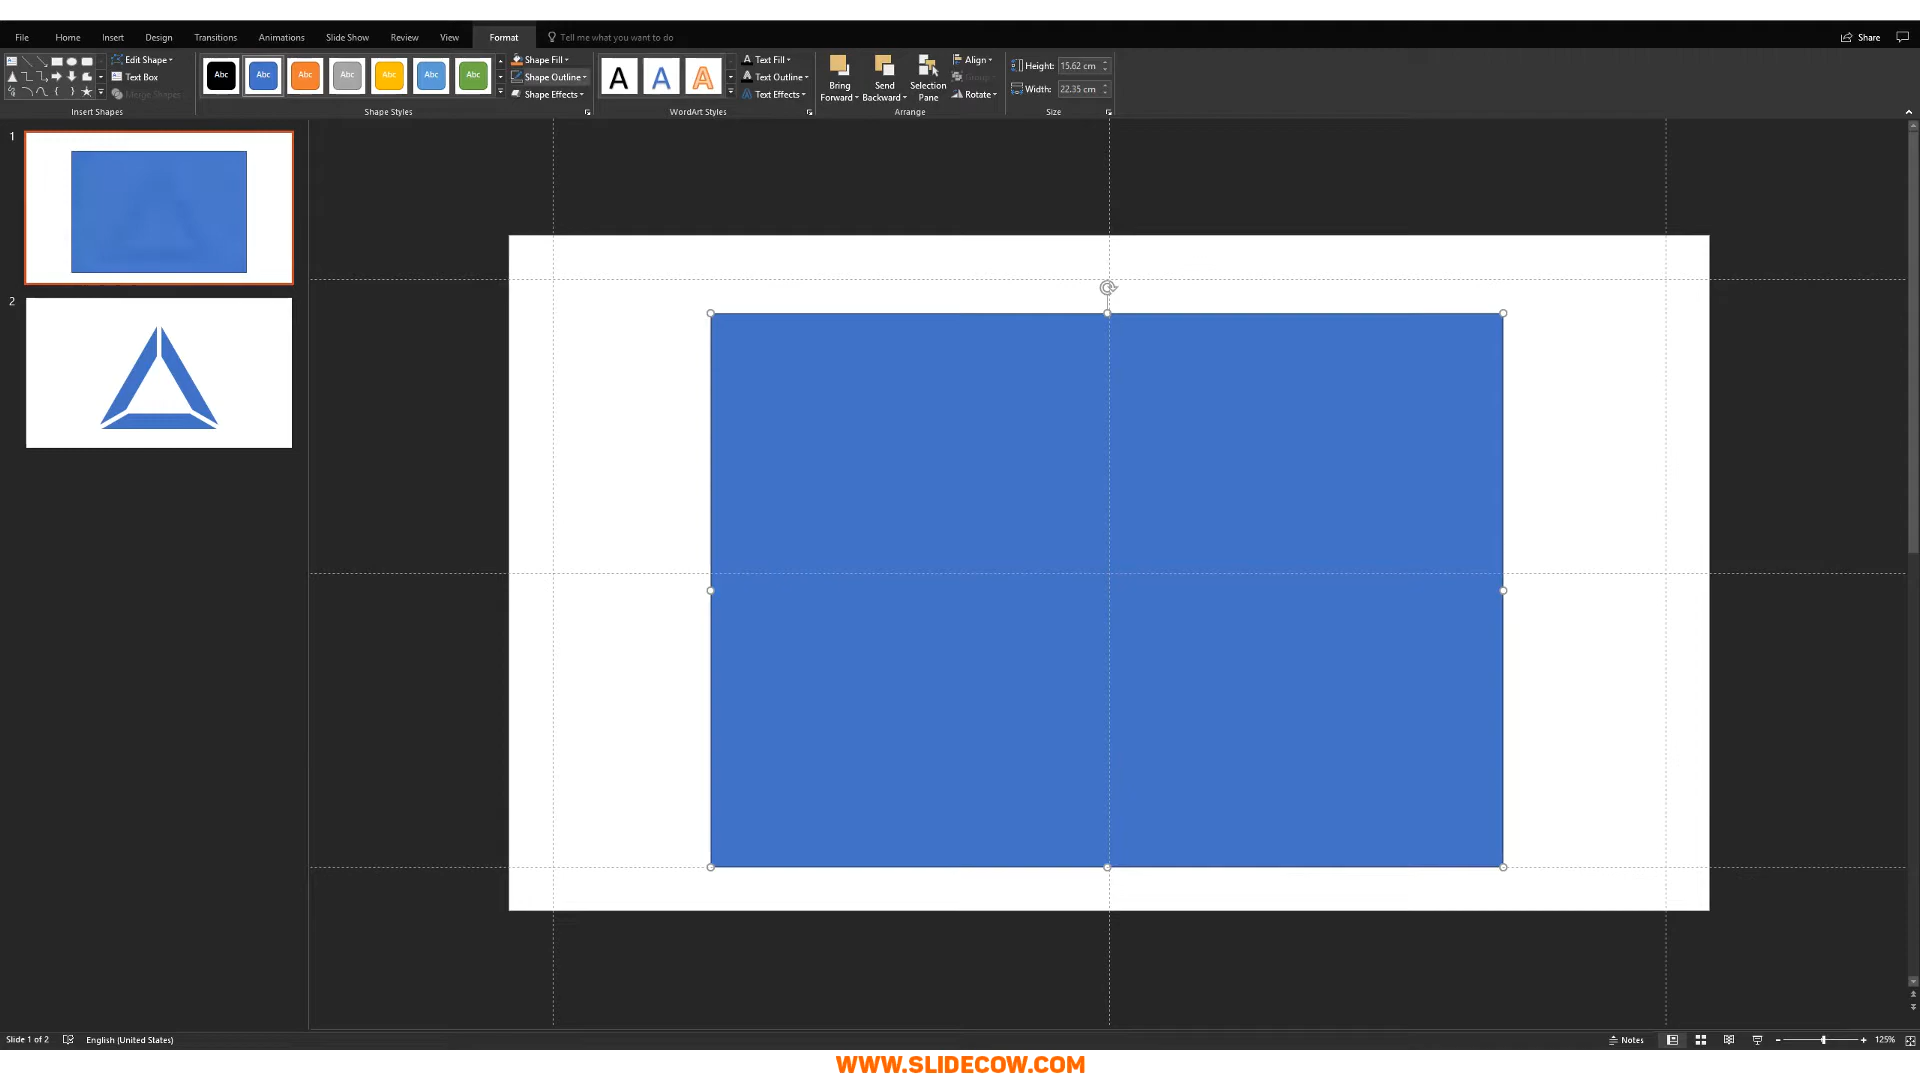 File Home Insert Design Transitions Animations Slide Show Review View Format Tell me what you want to do Share
Edit Shape
Text Box
Merge Shapes
Insert Shapes
Abc Abc Abc Abc Abc Abc Abc
Shape Fill
Shape Outline
Shape Effects
Shape Styles
A A A
Text Fill
Text Outline
Text Effects
WordArt Styles
Bring Forward
Send Backward
Selection Pane
Align
Group
Rotate
Arrange
Height: 15.62 cm
Width: 22.35 cm
Size
1
2
Slide 1 of 2 English (United States) Notes 125%
WWW.SLIDECOW.COM